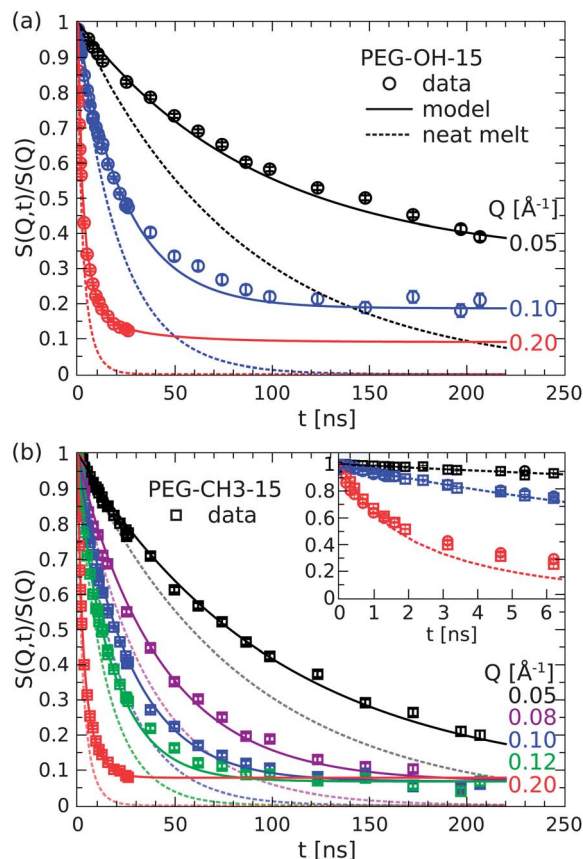 (a)
1
0.9
0.8
0.7
0.6
0.5
0.4
0.3
0.2
0.1
0
S(Q,t)/S(Q)
PEG-OH-15
data
model
neat melt
Q [Å⁻¹]
0.05
0.10
0.20
0 50 100 150 200 250
t [ns]
(b)
1
0.9
0.8
0.7
0.6
0.5
0.4
0.3
0.2
0.1
0
S(Q,t)/S(Q)
PEG-CH3-15
data
1
0.8
0.6
0.4
0.2
1
0 1 2 3 4 5 6
t [ns]
Q [Å⁻¹]
0.05
0.08
0.10
0.12
0.20
0 50 100 150 200 250
t [ns]